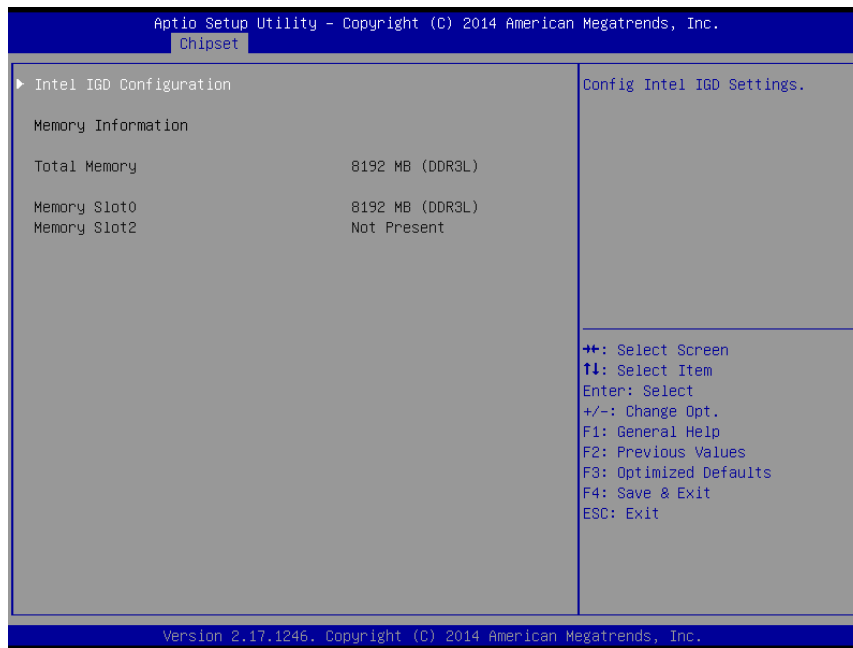 Aptio Setup Utility – Copyright (C) 2014 American Megatrends, Inc.
Chipset
Intel IGD Configuration
Memory Information
Total Memory 8192 MB (DDR3L)
Memory Slot0 8192 MB (DDR3L)
Memory Slot2 Not Present
Config Intel IGD Settings.
→←: Select Screen
↑↓: Select Item
Enter: Select
+/-: Change Opt.
F1: General Help
F2: Previous Values
F3: Optimized Defaults
F4: Save & Exit
ESC: Exit
Version 2.17.1246. Copyright (C) 2014 American Megatrends, Inc.